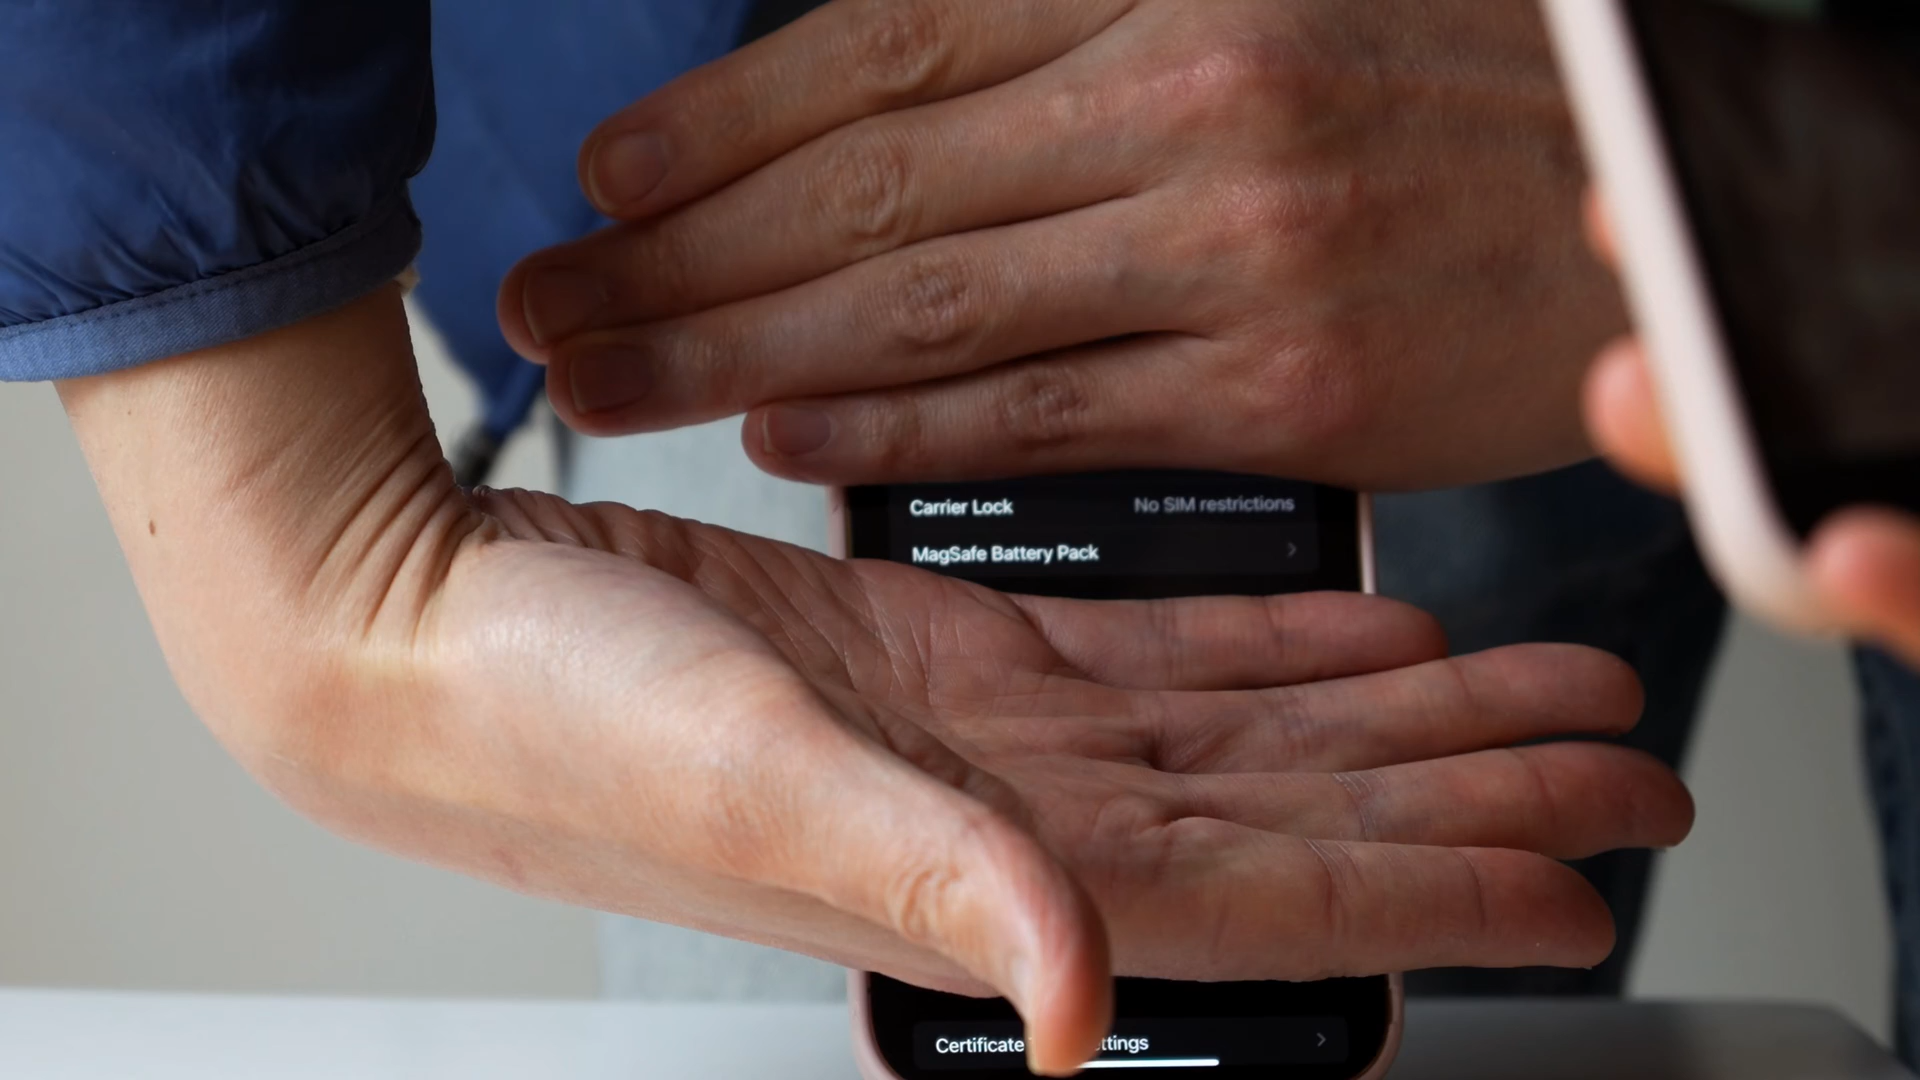 Carrier Lock No SIM restrictions
MagSafe Battery Pack
Certificate ttings